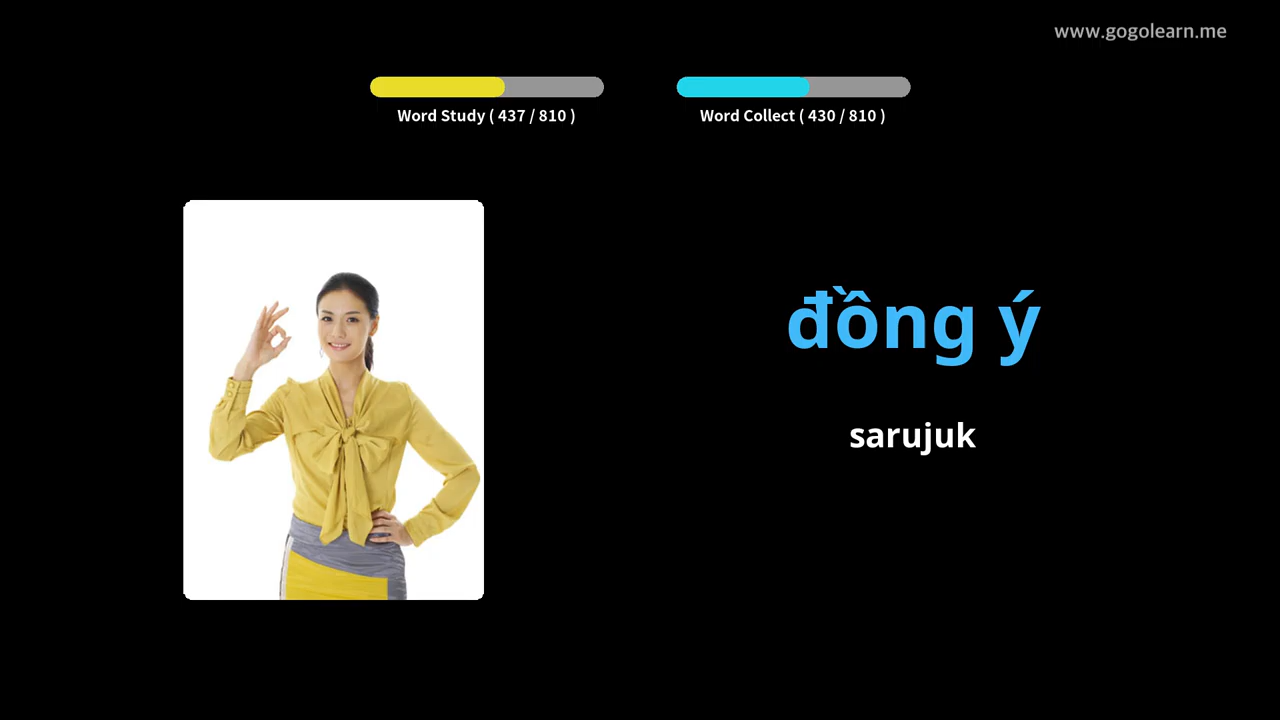 www.gogolearn.me
Word Study ( 437 / 810 )
Word Collect ( 430 / 810 )
đồng ý
sarujuk